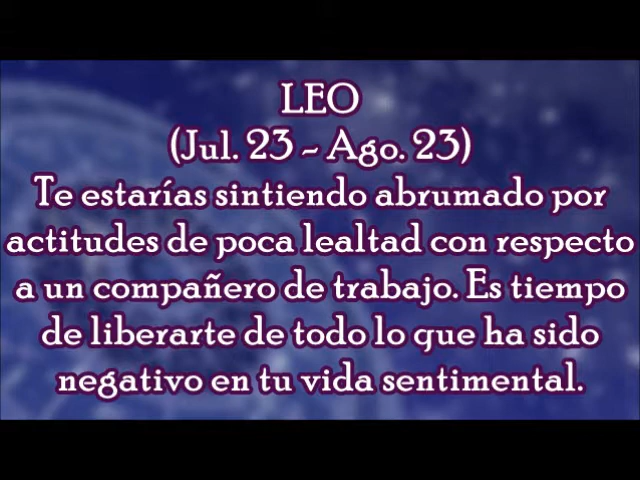 LEO
(Jul. 23 - Ago. 23)
Te estarías sintiendo abrumado por
actitudes de poca lealtad con respecto
a un compañero de trabajo. Es tiempo
de liberarte de todo lo que ha sido
negativo en tu vida sentimental.